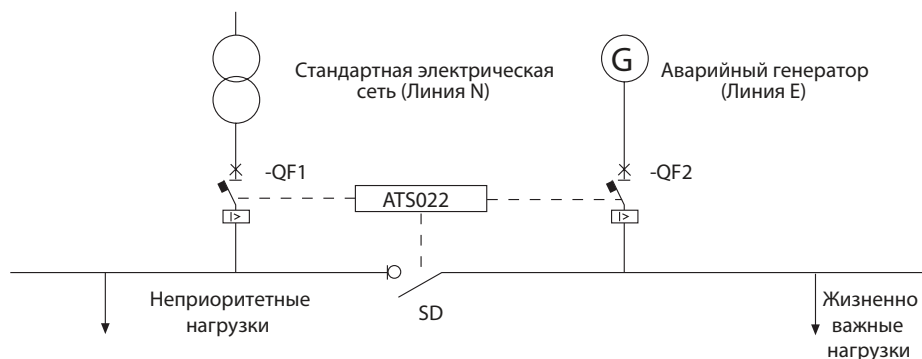 Стандартная электрическая
сеть (Линия N)
G
Аварийный генератор
(Линия E)
-QF1
-QF2
ATS022
I>
I>
Неприоритетные
нагрузки
SD
Жизненно
важные
нагрузки